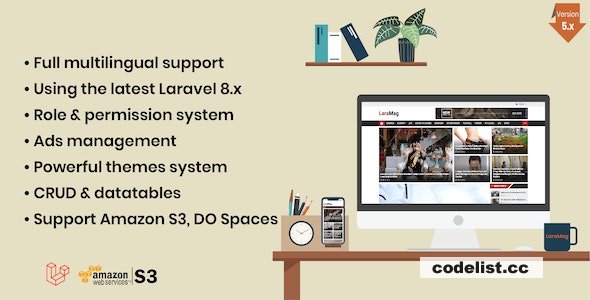 Version
5.x
• Full multilingual support
• Using the latest Laravel 8.x
• Role & permission system
• Ads management
• Powerful themes system
• CRUD & datatables
• Support Amazon S3, DO Spaces
amazon
web services™
S3
LaraMag
LaraMag
codelist.cc